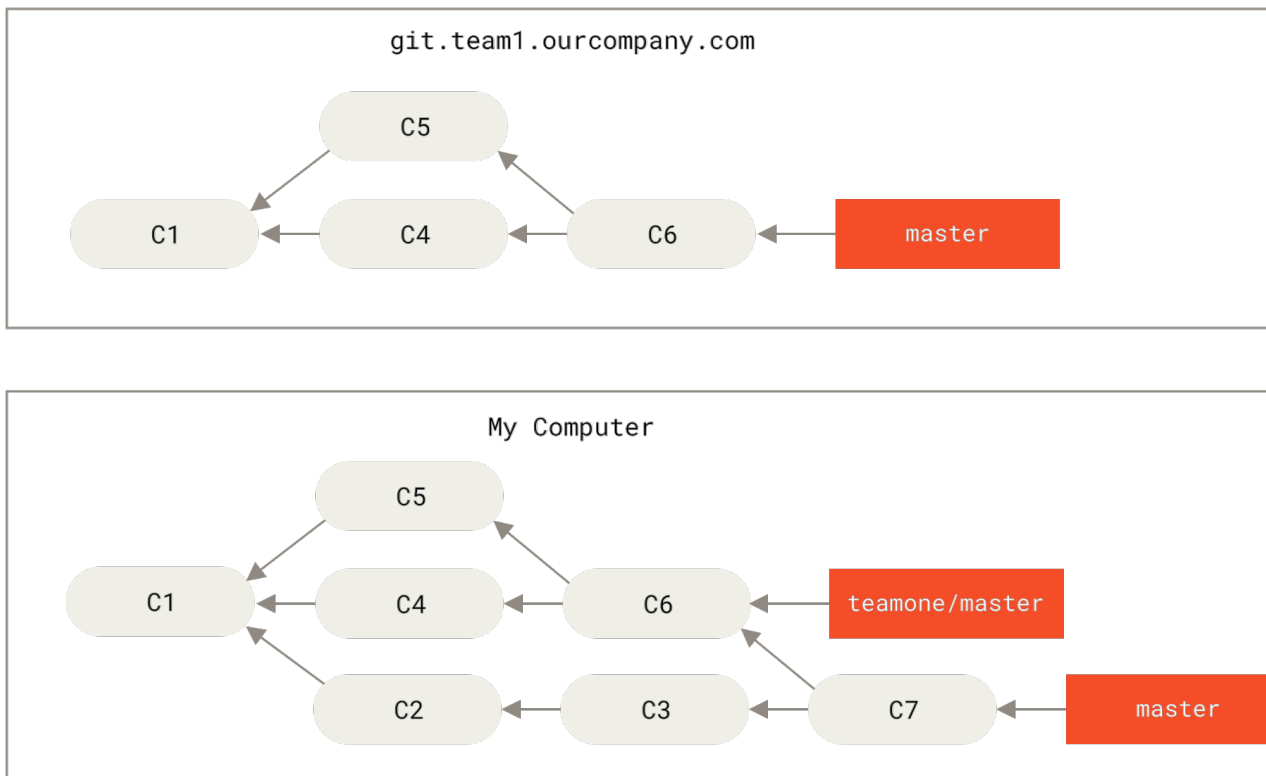 git.team1.ourcompany.com
C5
C1
C4
C6
master
My Computer
C5
C1
C4
C6
teamone/master
C2
C3
C7
master